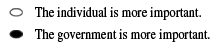 The individual is more important.
The government is more important.